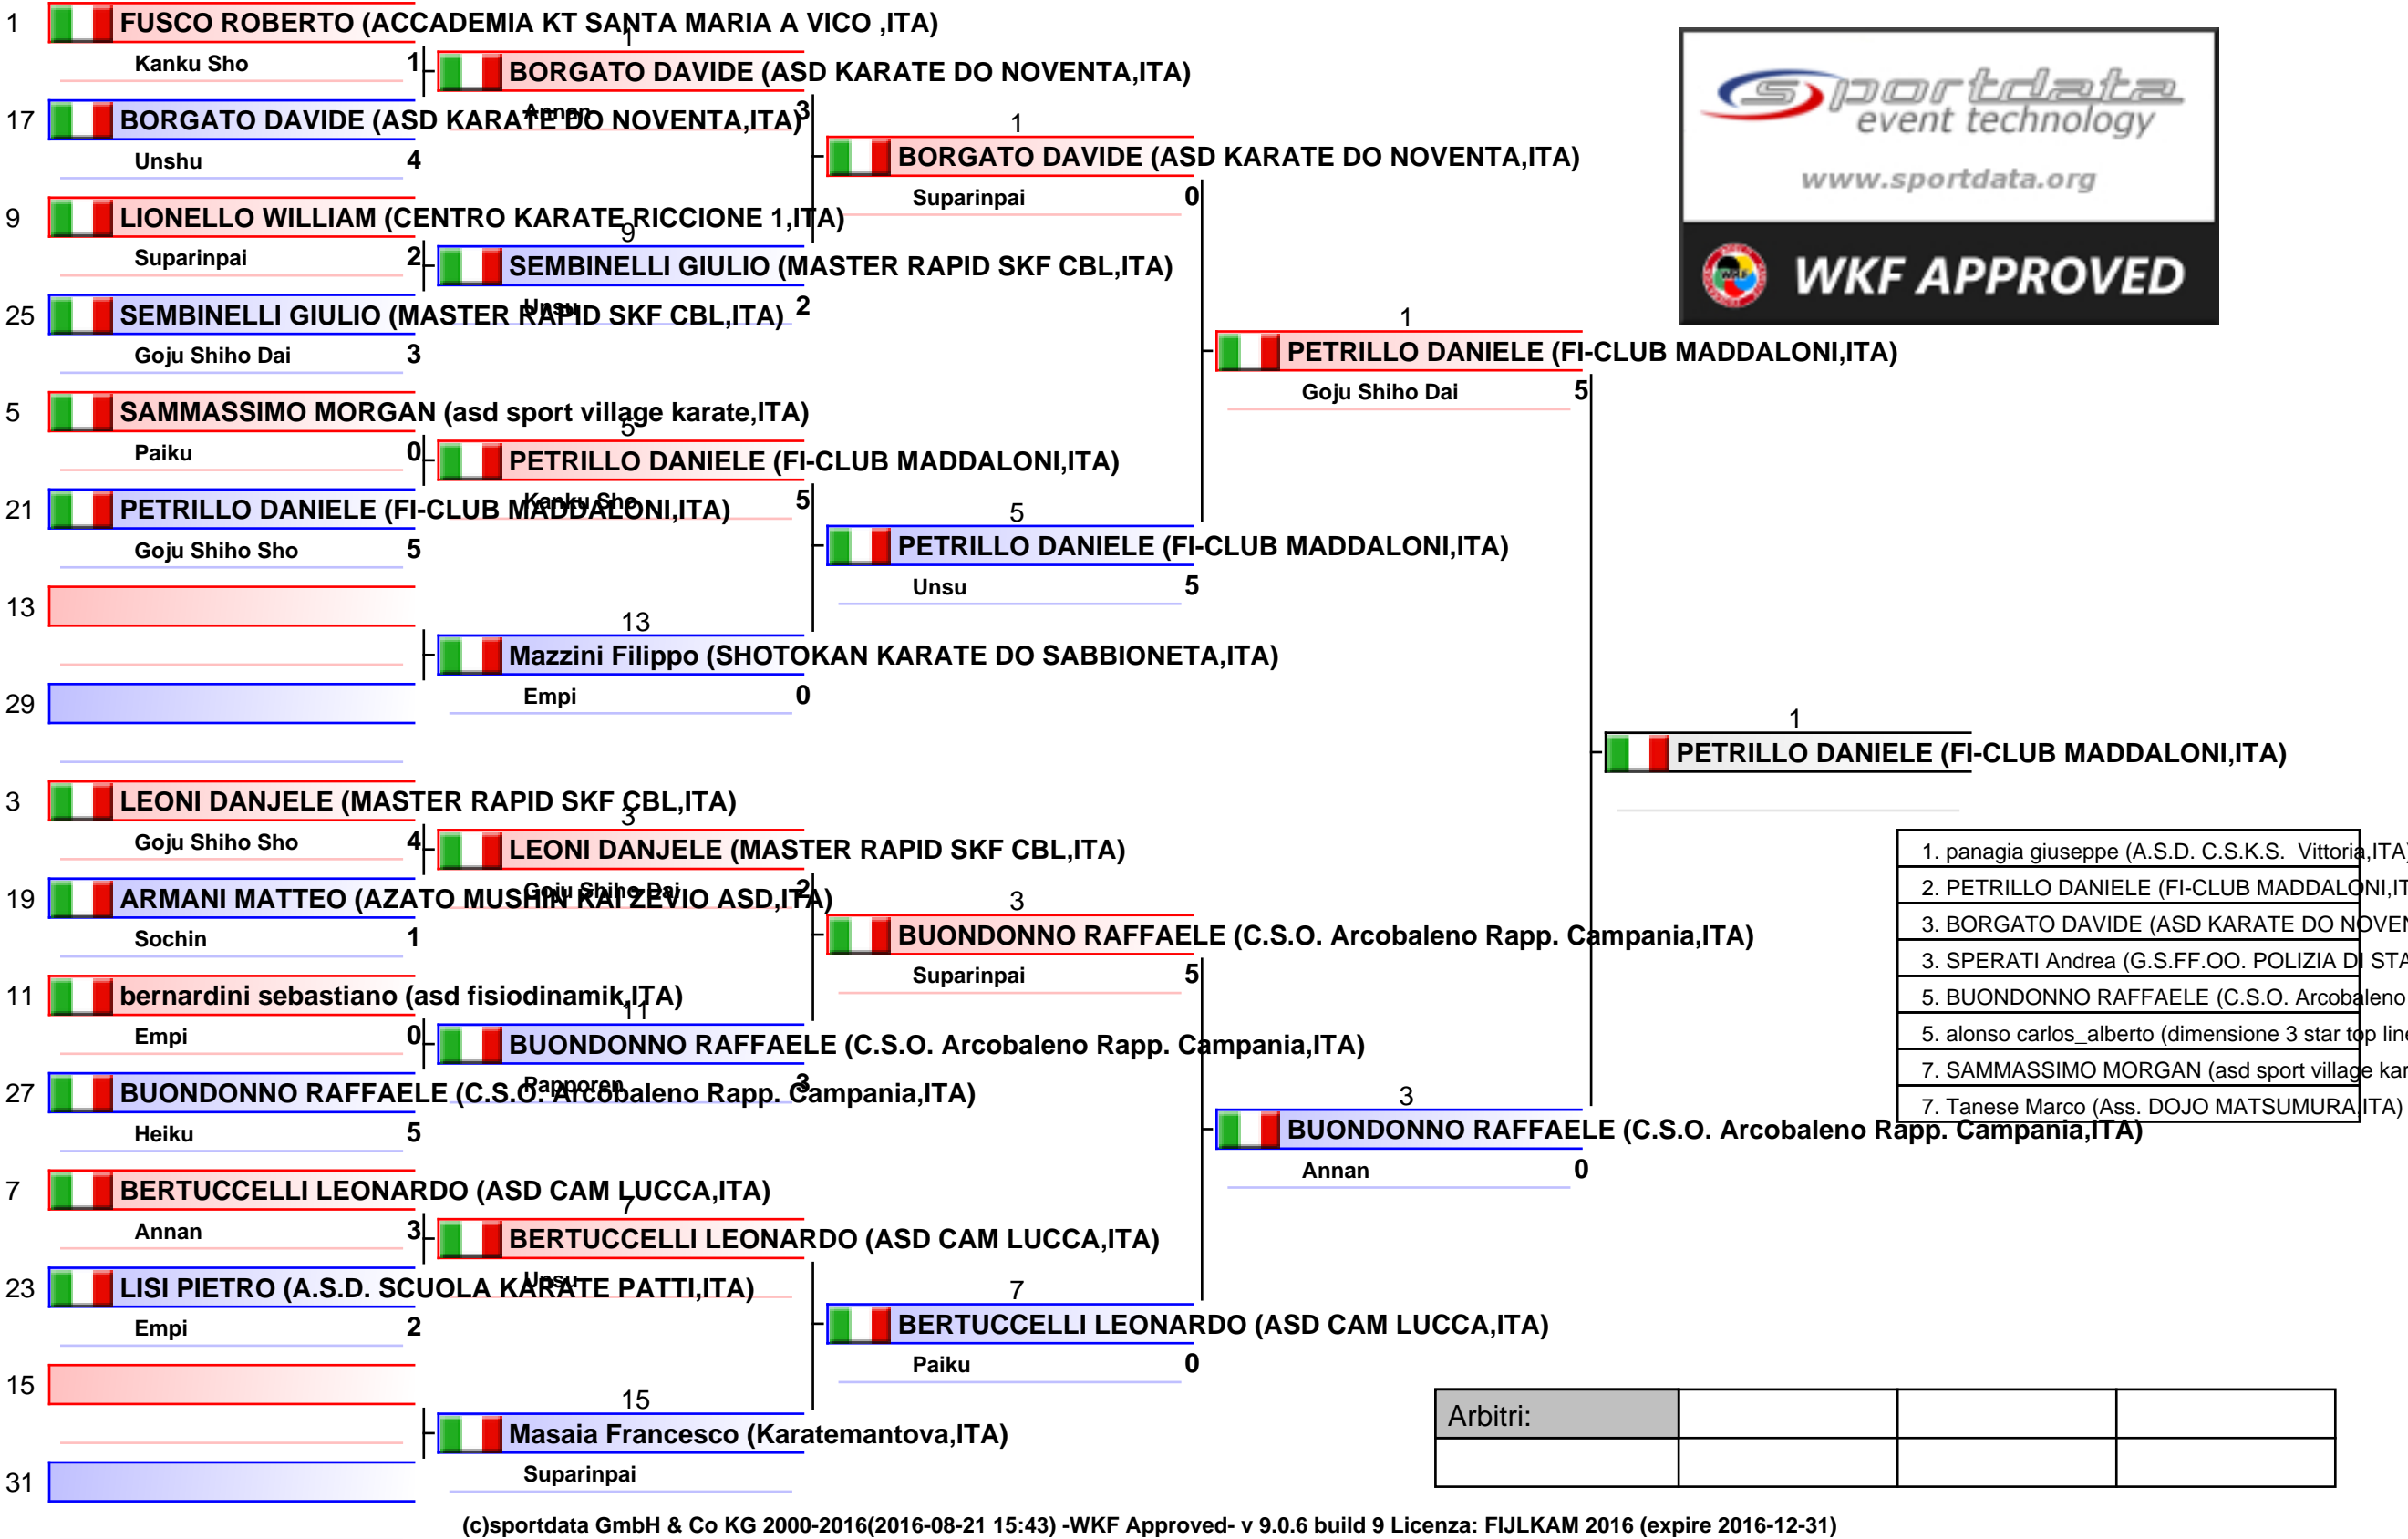 1 FUSCO ROBERTO (ACCADEMIA KT SANTA MARIA A VICO ,ITA)
Kanku Sho 1
17 BORGATO DAVIDE (ASD KARATE DO NOVENTA,ITA)
Unshu 4
9 LIONELLO WILLIAM (CENTRO KARATE RICCIONE 1,ITA)
Suparinpai 2
25 SEMBINELLI GIULIO (MASTER RAPID SKF CBL,ITA)
Goju Shiho Dai 3
5 SAMMASSIMO MORGAN (asd sport village karate,ITA)
Paiku 0
21 PETRILLO DANIELE (FI-CLUB MADDALONI,ITA)
Goju Shiho Sho 5
13
29
3 LEONI DANJELE (MASTER RAPID SKF CBL,ITA)
Goju Shiho Sho 4
19 ARMANI MATTEO (AZATO MUSHIN KAI ZEVIO ASD,ITA)
Sochin 1
11 bernardini sebastiano (asd fisiodinamik,ITA)
Empi 0
27 BUONDONNO RAFFAELE (C.S.O. Arcobaleno Rapp. Campania,ITA)
Heiku 5
7 BERTUCCELLI LEONARDO (ASD CAM LUCCA,ITA)
Annan 3
23 LISI PIETRO (A.S.D. SCUOLA KARATE PATTI,ITA)
Empi 2
15
31
1
BORGATO DAVIDE (ASD KARATE DO NOVENTA,ITA)
Annan 3
9
SEMBINELLI GIULIO (MASTER RAPID SKF CBL,ITA)
Unsu 2
5
PETRILLO DANIELE (FI-CLUB MADDALONI,ITA)
Kanku Sho 5
13
Mazzini Filippo (SHOTOKAN KARATE DO SABBIONETA,ITA)
Empi 0
3
LEONI DANJELE (MASTER RAPID SKF CBL,ITA)
Goju Shiho Dai 2
11
BUONDONNO RAFFAELE (C.S.O. Arcobaleno Rapp. Campania,ITA)
Papporen 3
7
BERTUCCELLI LEONARDO (ASD CAM LUCCA,ITA)
Unsu
15
Masaia Francesco (Karatemantova,ITA)
Suparinpai
1
BORGATO DAVIDE (ASD KARATE DO NOVENTA,ITA)
Suparinpai 0
5
PETRILLO DANIELE (FI-CLUB MADDALONI,ITA)
Unsu 5
3
BUONDONNO RAFFAELE (C.S.O. Arcobaleno Rapp. Campania,ITA)
Suparinpai 5
7
BERTUCCELLI LEONARDO (ASD CAM LUCCA,ITA)
Paiku 0
1
PETRILLO DANIELE (FI-CLUB MADDALONI,ITA)
Goju Shiho Dai 5
3
BUONDONNO RAFFAELE (C.S.O. Arcobaleno Rapp. Campania,ITA)
Annan 0
1
PETRILLO DANIELE (FI-CLUB MADDALONI,ITA)
sportdata
event technology
www.sportdata.org
WKF APPROVED
1. panagia giuseppe (A.S.D. C.S.K.S. Vittoria,ITA)
2. PETRILLO DANIELE (FI-CLUB MADDALONI,IT
3. BORGATO DAVIDE (ASD KARATE DO NOVEN
3. SPERATI Andrea (G.S.FF.OO. POLIZIA DI STA
5. BUONDONNO RAFFAELE (C.S.O. Arcobaleno
5. alonso carlos_alberto (dimensione 3 star top line
7. SAMMASSIMO MORGAN (asd sport village kar
7. Tanese Marco (Ass. DOJO MATSUMURA,ITA)
Arbitri:
(c)sportdata GmbH & Co KG 2000-2016(2016-08-21 15:43) -WKF Approved- v 9.0.6 build 9 Licenza: FIJLKAM 2016 (expire 2016-12-31)